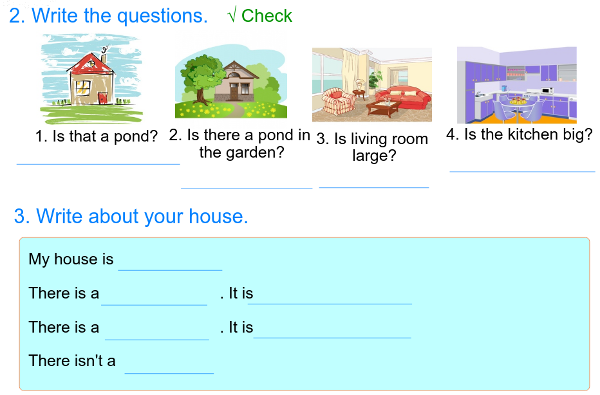 2. Write the questions. √ Check
1. Is that a pond?
2. Is there a pond in
the garden?
3. Is living room
large?
4. Is the kitchen big?
3. Write about your house.
My house is
There is a . It is
There is a . It is
There isn't a